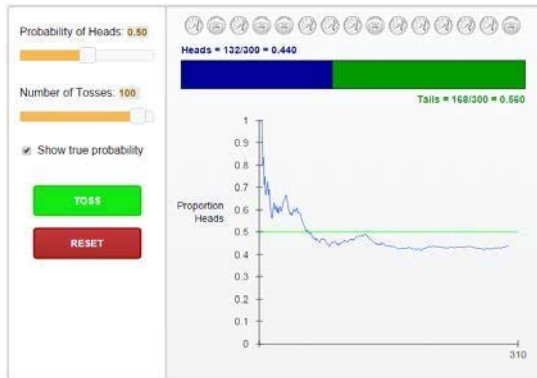 Probability of Heads: 0.50
Number of Tosses: 100
Show true probability
TOSS
RESET
Heads = 132/300 = 0.440
Tails = 168/300 = 0.560
Proportion
Heads
1
0.9
0.8
0.7
0.6
0.5
0.4
0.3
0.2
0.1
0
310